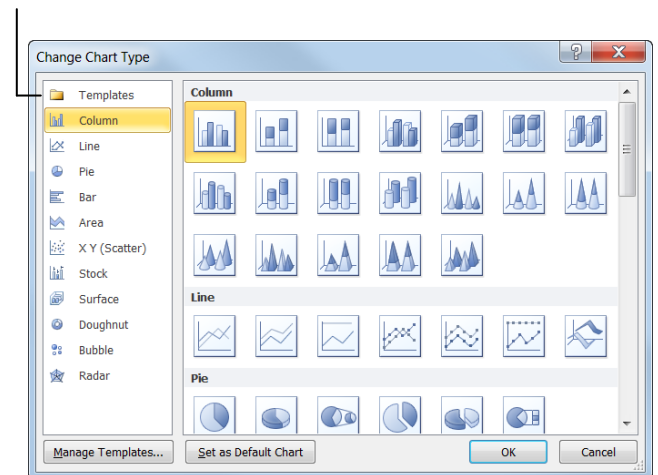 Change Chart Type
Templates
Column
Line
Pie
Bar
Area
X Y (Scatter)
Stock
Surface
Doughnut
Bubble
Radar
Column
Line
Pie
Manage Templates...
Set as Default Chart
OK
Cancel